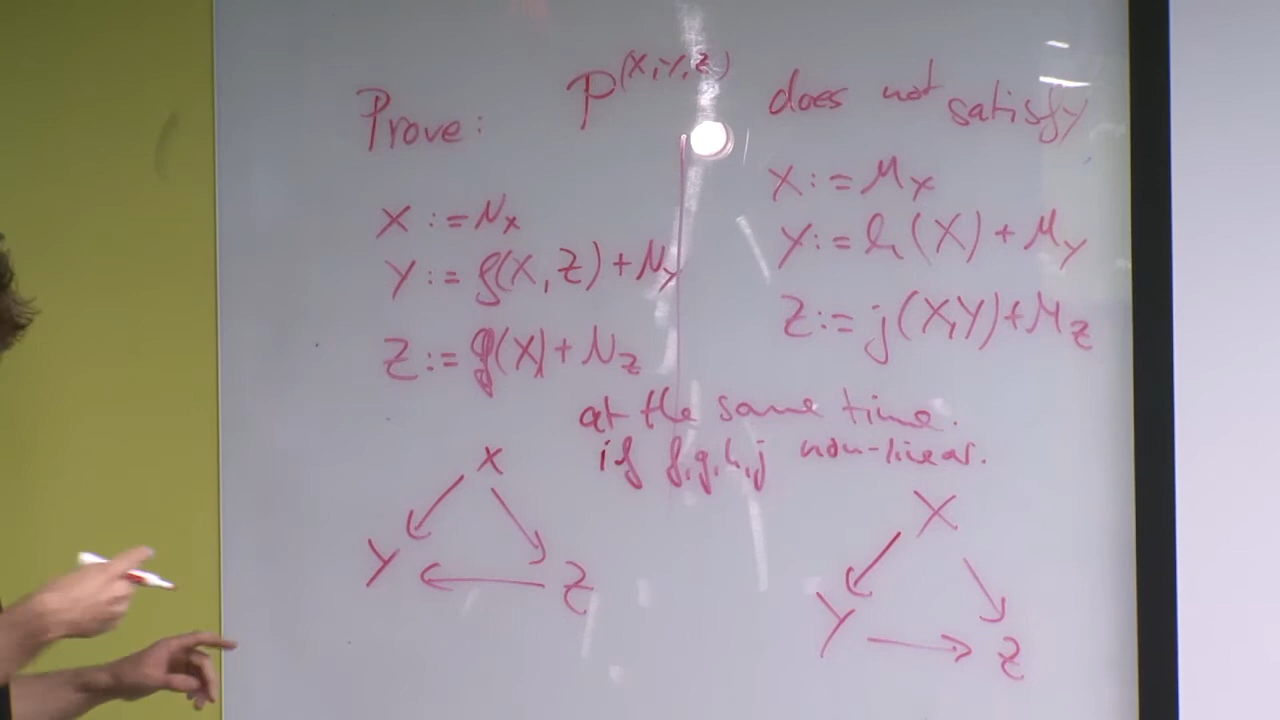 Prove: P^(X,Y,Z) does not satisfy
X := N_X
Y := f(X, Z) + N_Y
Z := g(X) + N_Z
X := M_X
Y := h(X) + M_Y
Z := j(X,Y) + M_Z
at the same time.
if f,g,h,j non-linear.
X
Y
Z
X
Y
Z